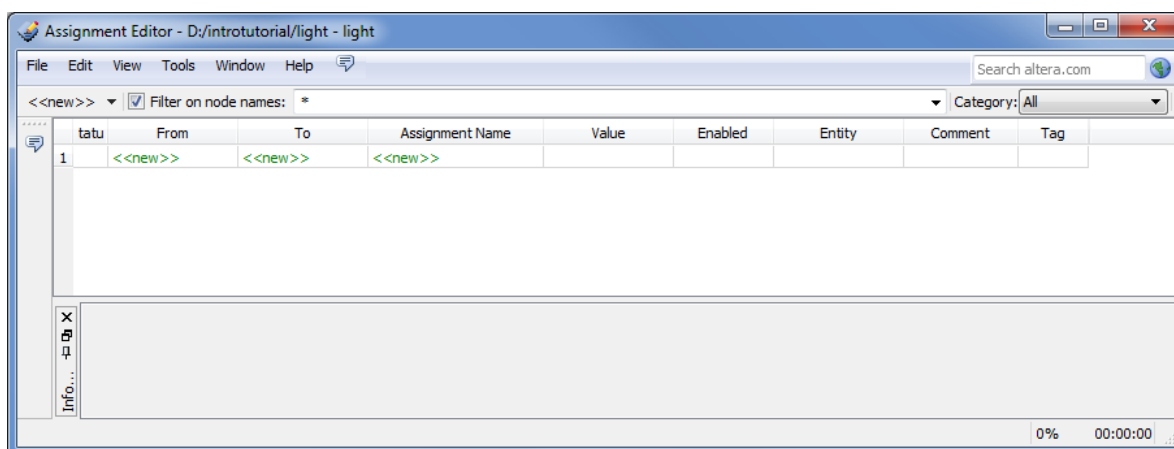 Assignment Editor - D:/introtutorial/light - light
File Edit View Tools Window Help Search altera.com
<<new>> Filter on node names: * Category: All
tatu From To Assignment Name Value Enabled Entity Comment Tag
1 <<new>> <<new>> <<new>>
Info...
0% 00:00:00